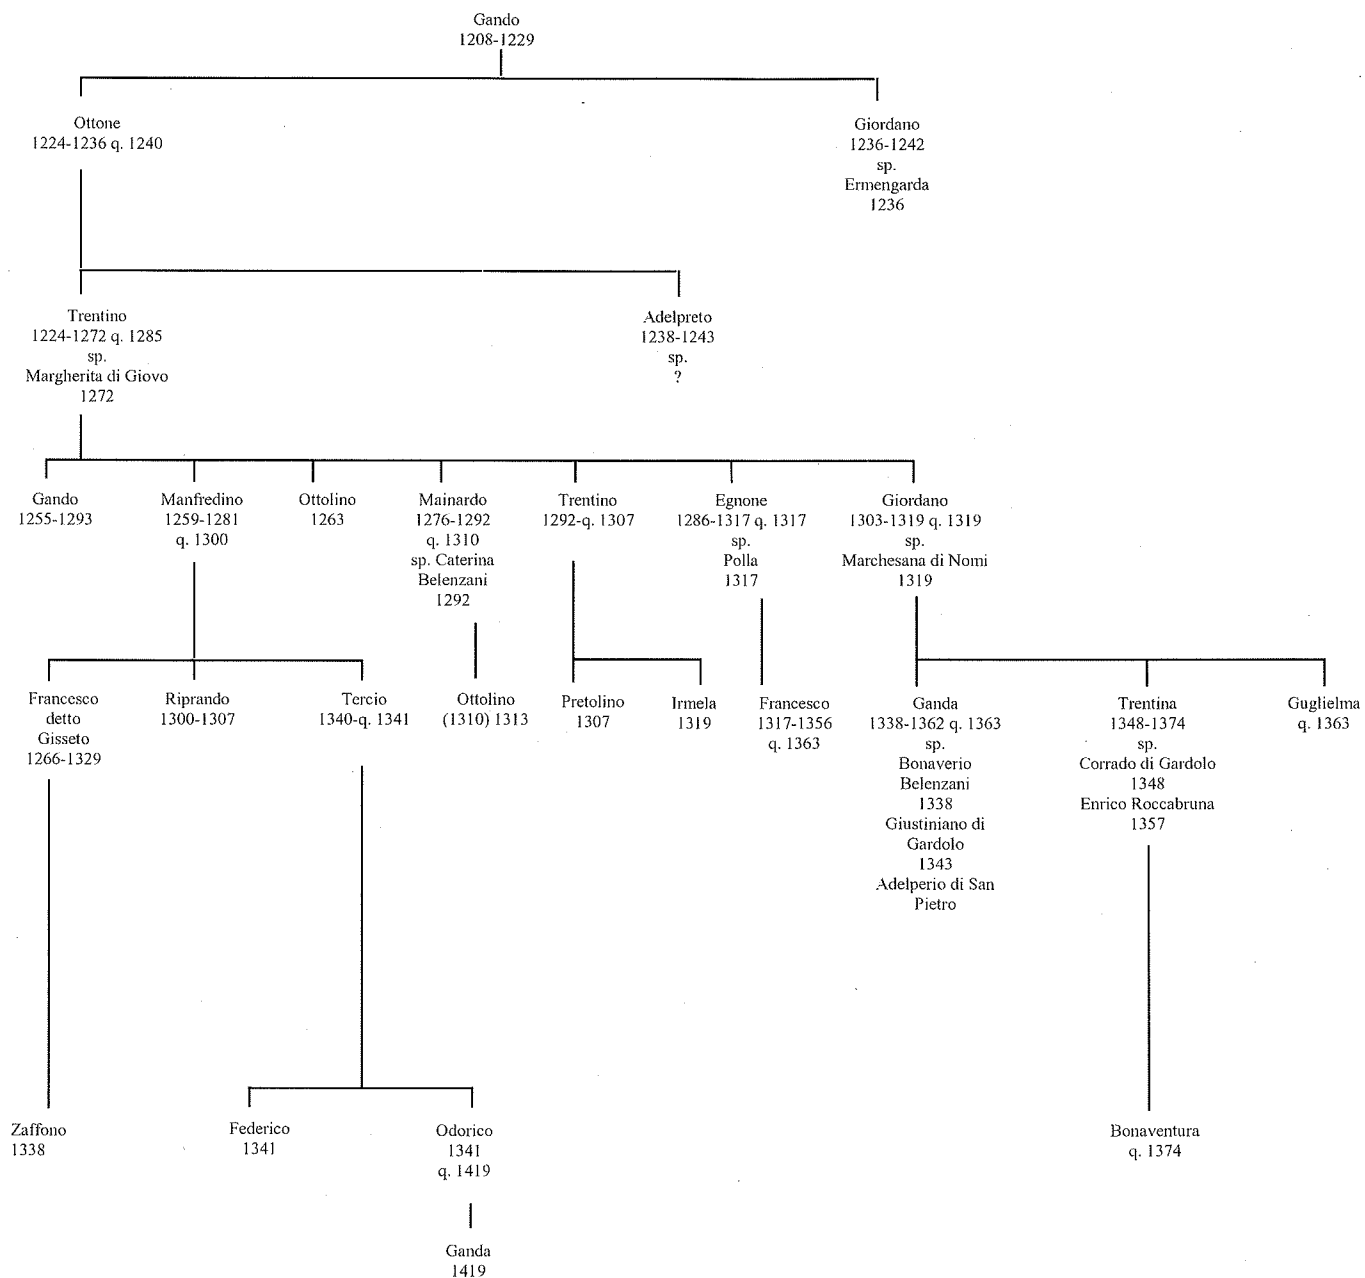 Gando
1208-1229
Ottone
1224-1236 q. 1240
Giordano
1236-1242
sp.
Ermengarda
1236
Trentino
1224-1272 q. 1285
sp.
Margherita di Giovo
1272
Adelpreto
1238-1243
sp.
?
Gando
1255-1293
Manfredino
1259-1281
q. 1300
Ottolino
1263
Mainardo
1276-1292
q. 1310
sp. Caterina
Belenzani
1292
Trentino
1292-q. 1307
Egnone
1286-1317 q. 1317
sp.
Polla
1317
Giordano
1303-1319 q. 1319
sp.
Marchesana di Nomi
1319
Francesco
detto
Gisseto
1266-1329
Riprando
1300-1307
Tercio
1340-q. 1341
Ottolino
(1310) 1313
Pretolino
1307
Irmela
1319
Francesco
1317-1356
q. 1363
Ganda
1338-1362 q. 1363
sp.
Bonaverio
Belenzani
1338
Giustiniano di
Gardolo
1343
Adelperio di San
Pietro
Trentina
1348-1374
sp.
Corrado di Gardolo
1348
Enrico Roccabruna
1357
Guglielma
q. 1363
Zaffono
1338
Federico
1341
Odorico
1341
q. 1419
Bonaventura
q. 1374
Ganda
1419